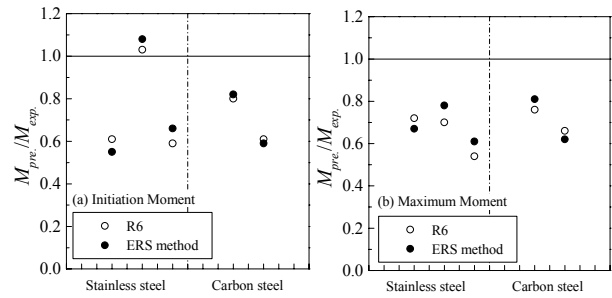 1.2
1.0
0.8
0.6
0.4
0.2
0.0
M_pre./M_exp.
(a) Initiation Moment
R6
ERS method
Stainless steel
Carbon steel
1.2
1.0
0.8
0.6
0.4
0.2
0.0
M_pre./M_exp.
(b) Maximum Moment
R6
ERS method
Stainless steel
Carbon steel